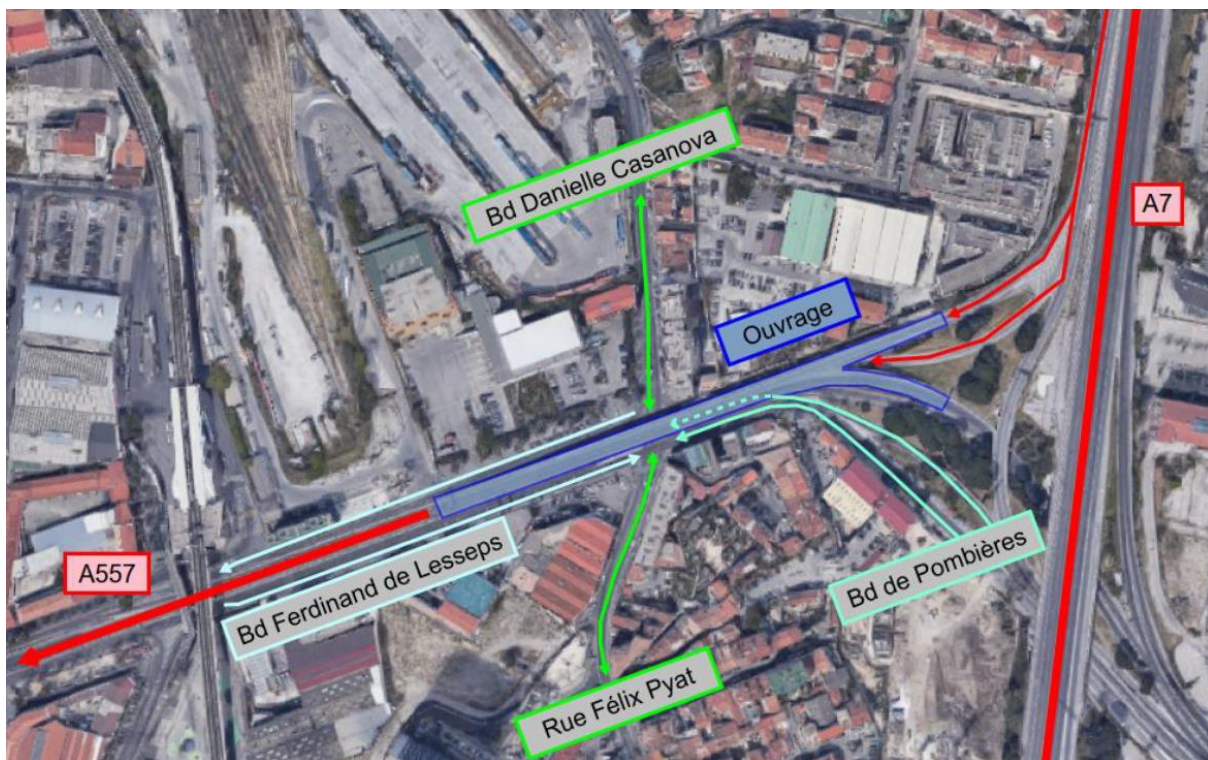 Bd Danielle Casanova
A7
Ouvrage
A557
Bd Ferdinand de Lesseps
Bd de Pombières
Rue Félix Pyat